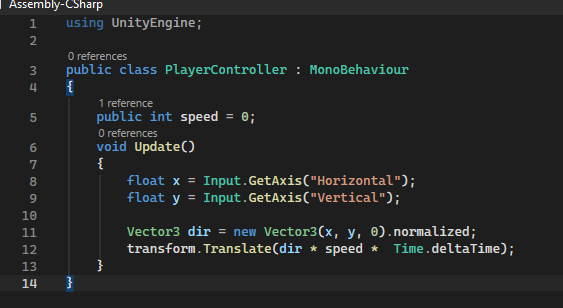 Assembly-CSharp
1 using UnityEngine;
2
0 references
3 public class PlayerController : MonoBehaviour
4 {
1 reference
5 public int speed = 0;
0 references
6 void Update()
7 {
8 float x = Input.GetAxis("Horizontal");
9 float y = Input.GetAxis("Vertical");
10
11 Vector3 dir = new Vector3(x, y, 0).normalized;
12 transform.Translate(dir * speed *  Time.deltaTime);
13 }
14 }